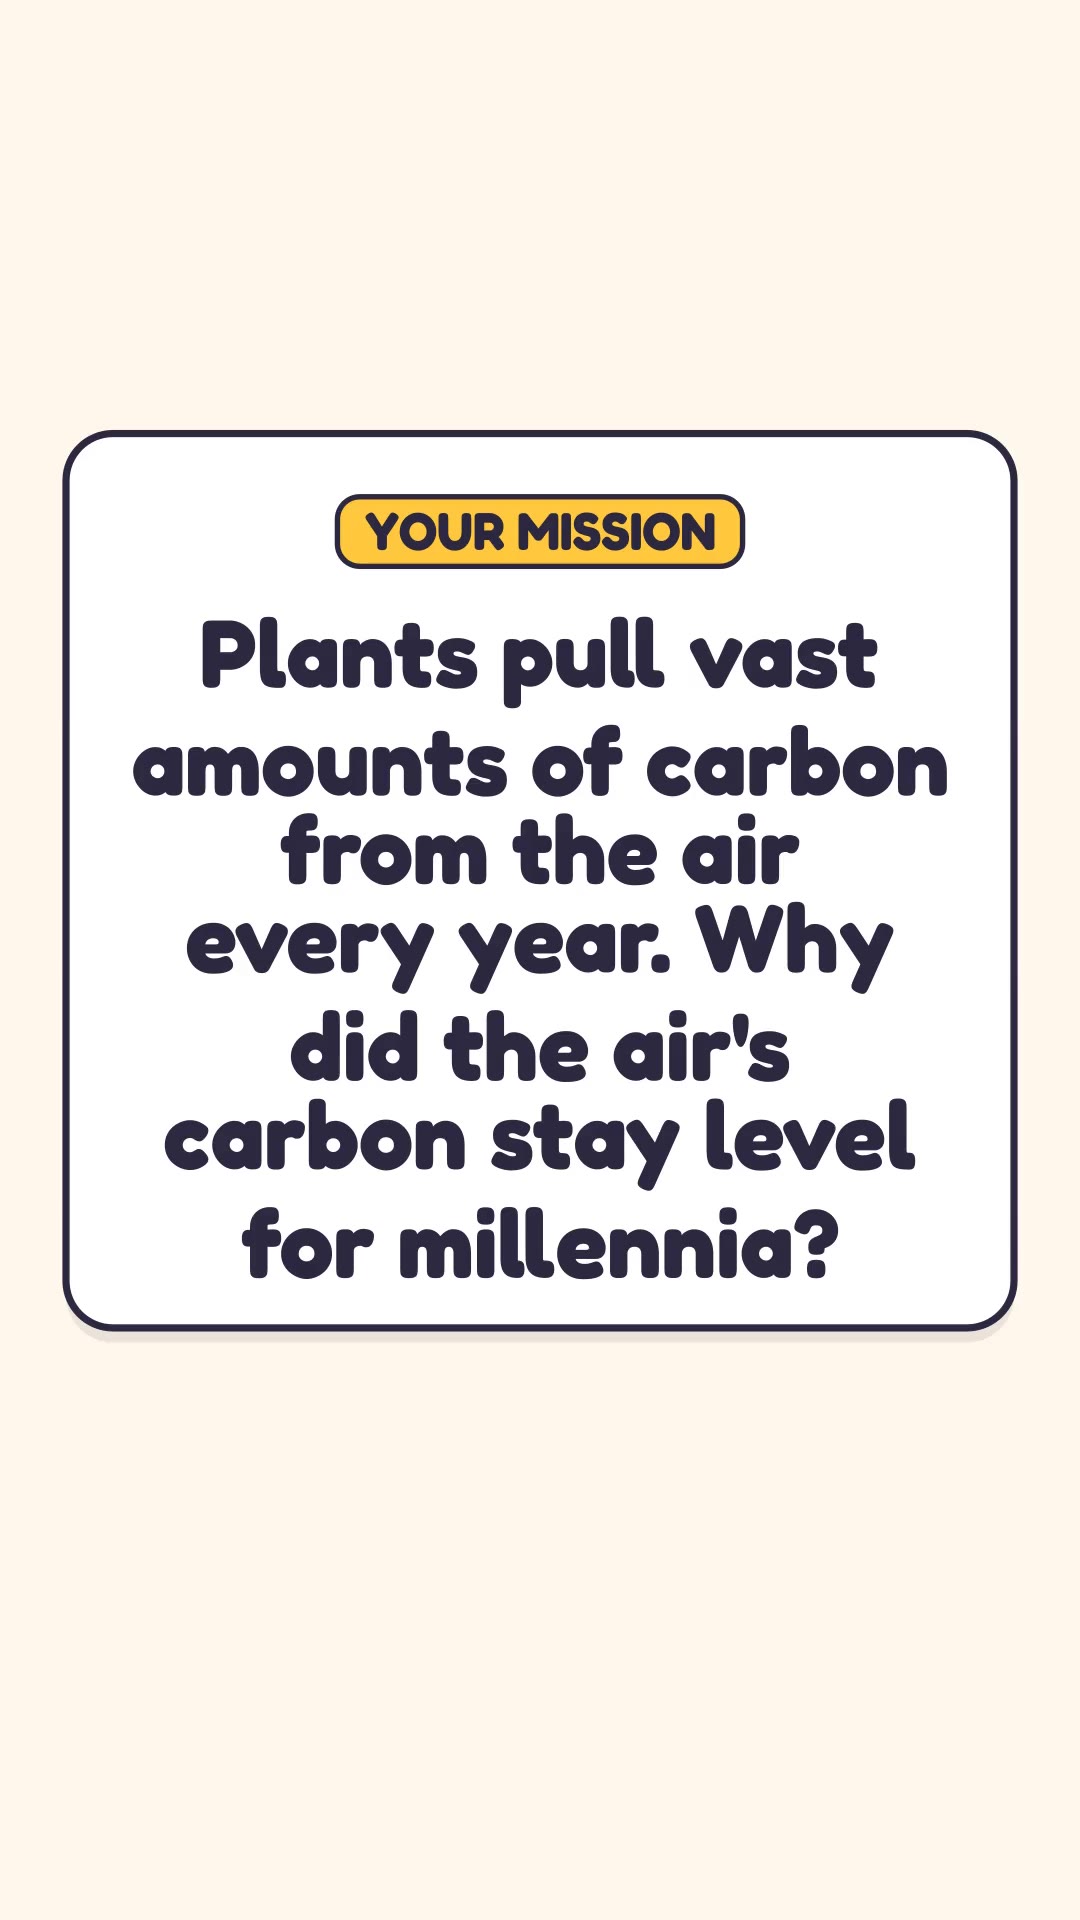 YOUR MISSION
Plants pull vast
amounts of carbon
from the air
every year. Why
did the air's
carbon stay level
for millennia?